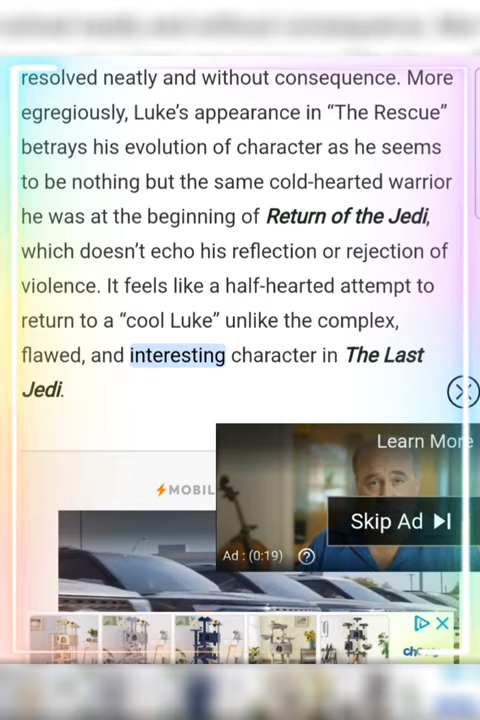 resolved neatly and without consequence. More
egregiously, Luke’s appearance in “The Rescue”
betrays his evolution of character as he seems
to be nothing but the same cold-hearted warrior
he was at the beginning of Return of the Jedi,
which doesn’t echo his reflection or rejection of
violence. It feels like a half-hearted attempt to
return to a “cool Luke” unlike the complex,
flawed, and interesting character in The Last
Jedi.
Learn More
MOBIL
Skip Ad
Ad : (0:19)